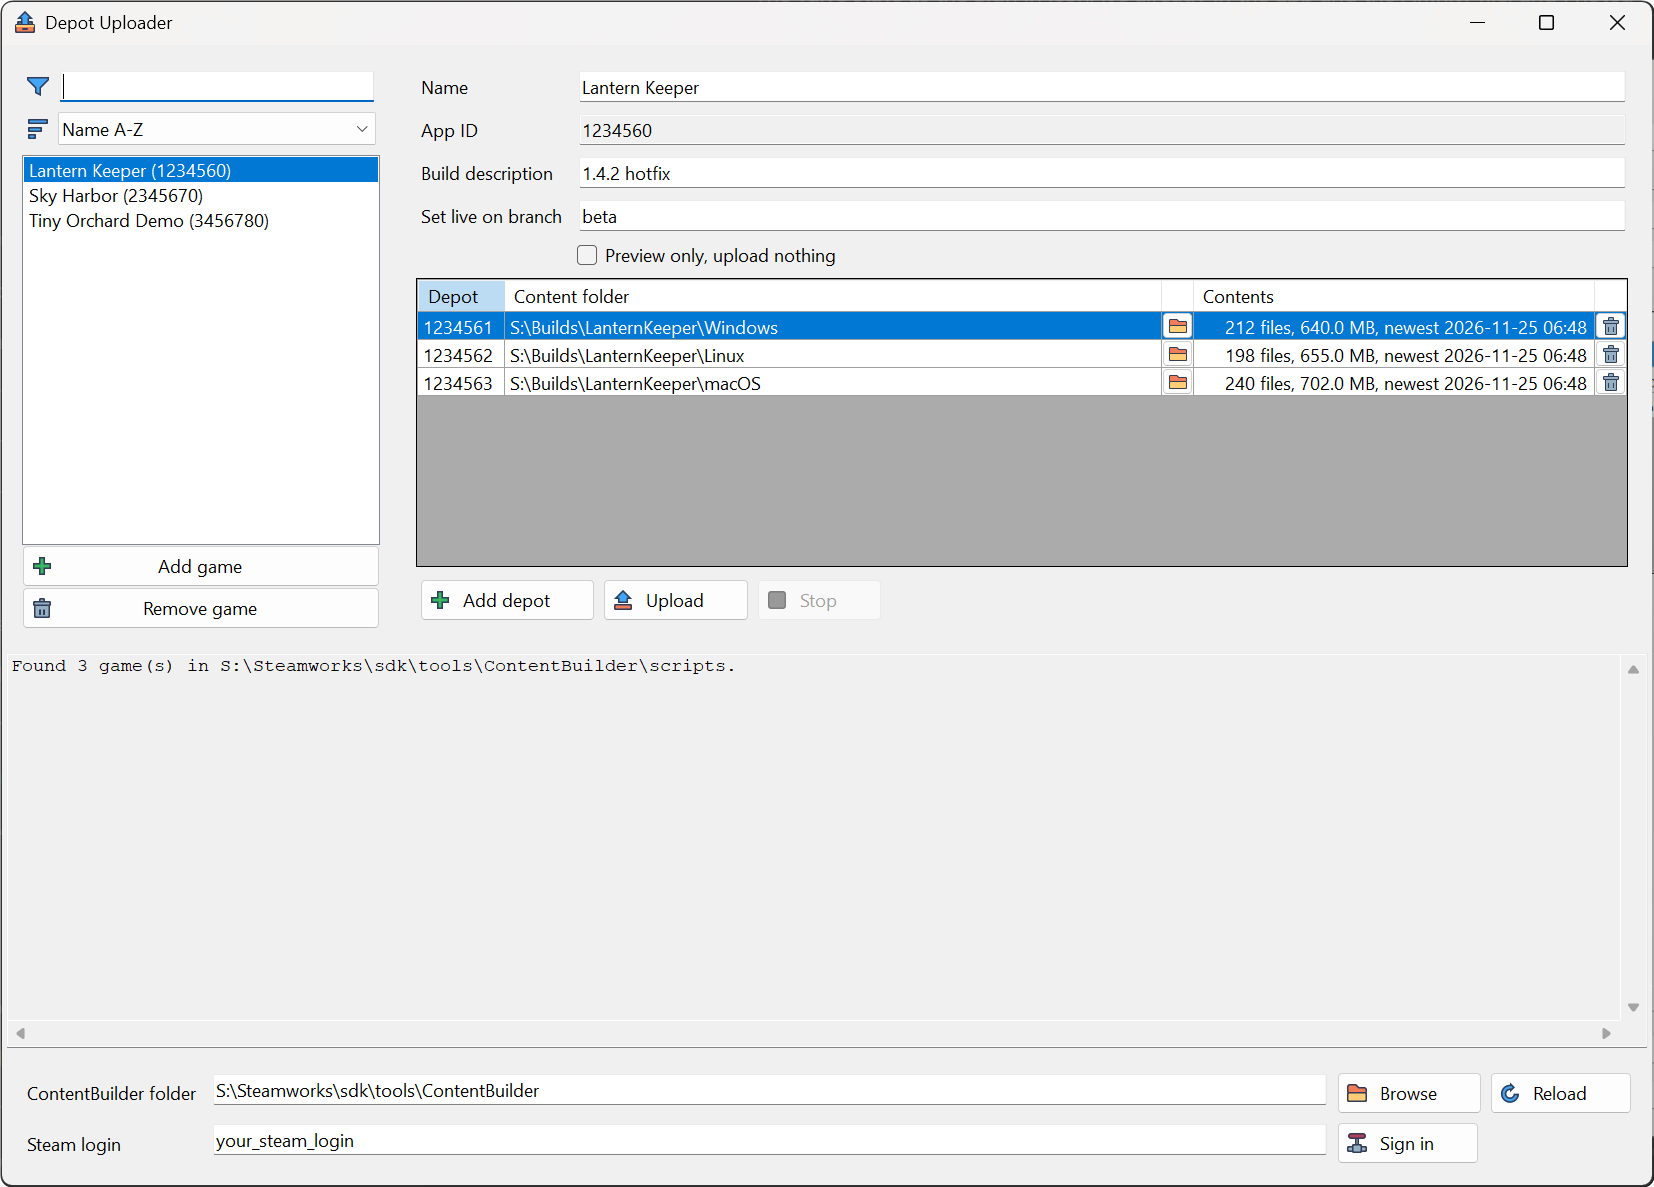 Depot Uploader
Name A-Z
Lantern Keeper (1234560)
Sky Harbor (2345670)
Tiny Orchard Demo (3456780)
Add game
Remove game
Name Lantern Keeper
App ID 1234560
Build description 1.4.2 hotfix
Set live on branch beta
Preview only, upload nothing
Depot Content folder Contents
1234561 S:\Builds\LanternKeeper\Windows 212 files, 640.0 MB, newest 2026-11-25 06:48
1234562 S:\Builds\LanternKeeper\Linux 198 files, 655.0 MB, newest 2026-11-25 06:48
1234563 S:\Builds\LanternKeeper\macOS 240 files, 702.0 MB, newest 2026-11-25 06:48
Add depot Upload Stop
Found 3 game(s) in S:\Steamworks\sdk\tools\ContentBuilder\scripts.
ContentBuilder folder S:\Steamworks\sdk\tools\ContentBuilder Browse Reload
Steam login your_steam_login Sign in